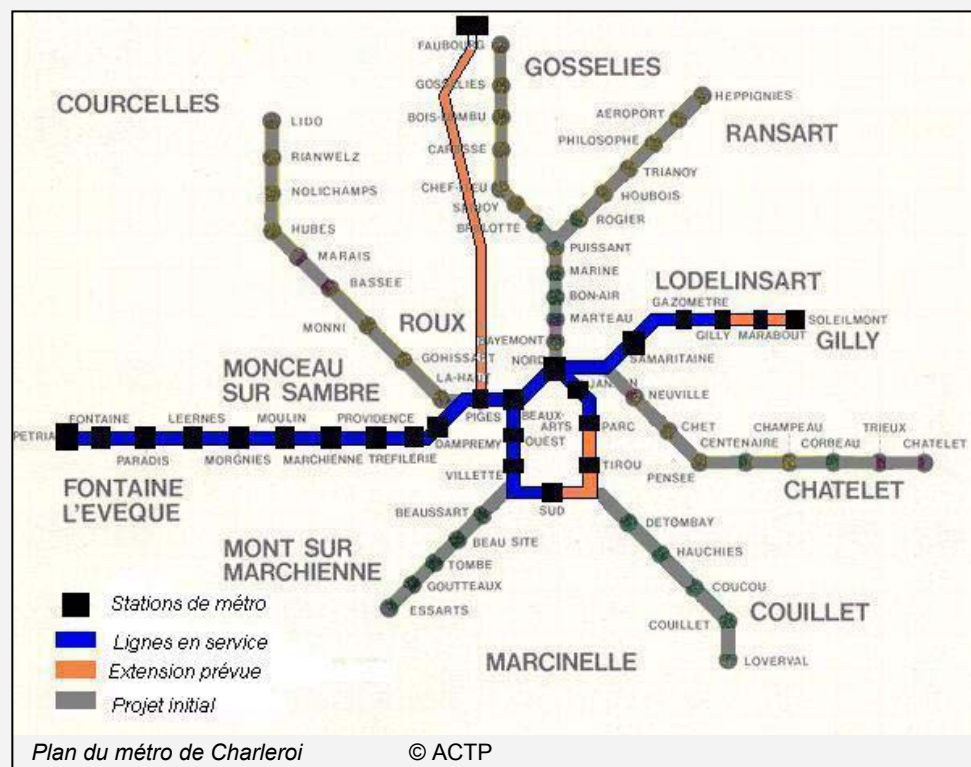 FAUBOURG
GOSSELIES
GOSSELIES
COURCELLES
HEPPIGNIES
AEROPORT
LIDO
BOIS-LOMBU
RANSART
PHILOSOPHE
RIANWELZ
TRIANOY
CHEF-LIEU
NOLICHAMPS
HOUBOIS
ROGIER
BRULOTTE
HUBES
PUISSANT
MARAIS
MARINE
BASSEE
LODELINSART
BON-AIR
GAZOMETRE
MONNI
ROUX
MARTEAU
SOLEILMONT
GILLY
MARABOUT
GILLY
GOHISSART
NORD
SAMARITAINE
MONCEAU
SUR SAMBRE
LA-HAUT
NEUVILLE
PIGES
BEAUX-
ARTS
PARC
FONTAINE
LEERNES
MOULIN
PROVIDENCE
CHET
CHAMPEAU
TRIEUX
PETRIA
DAMPREMY
OUEST
CENTENAIRE
CORBEAU
CHATELET
PARADIS
MORGNIES
MARCHIENNE
TREFILERIE
TIROU
VILLETTE
PENSEE
FONTAINE
L'EVEQUE
CHATELET
BEAUSSART
SUD
DETOMBAY
MONT SUR
MARCHIENNE
BEAU SITE
HAUCHIES
TOMBE
GOUTTEAUX
COUCOU
Stations de métro
ESSARTS
COUILLET
COUILLET
Lignes en service
MARCINELLE
LOVERVAL
Extension prévue
Projet initial
Plan du métro de Charleroi © ACTP